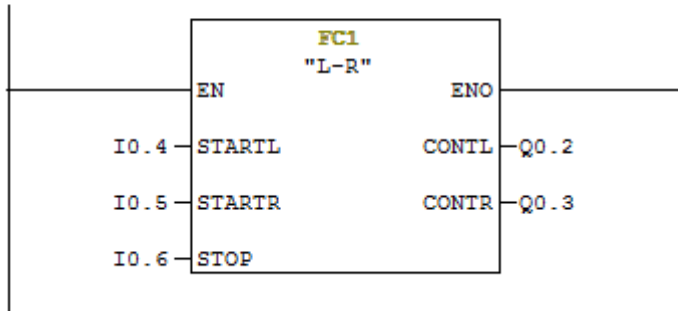 FC1
"L-R"
EN ENO
I0.4 STARTL CONTL Q0.2
I0.5 STARTR CONTR Q0.3
I0.6 STOP